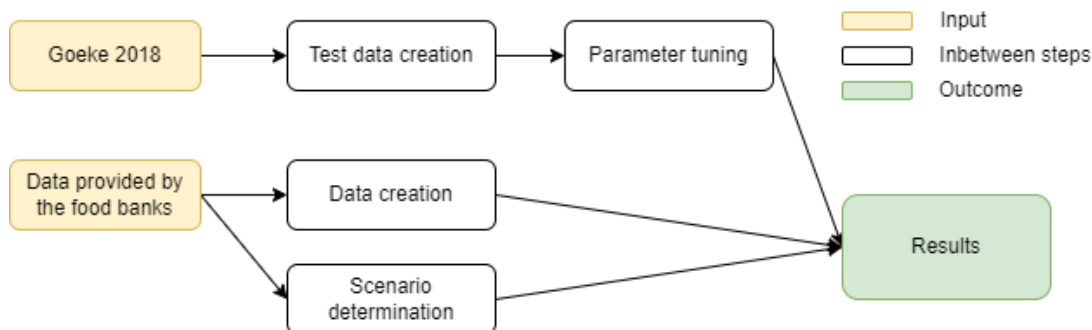 Goeke 2018
Test data creation
Parameter tuning
Input
Inbetween steps
Outcome
Data provided by
the food banks
Data creation
Scenario
determination
Results